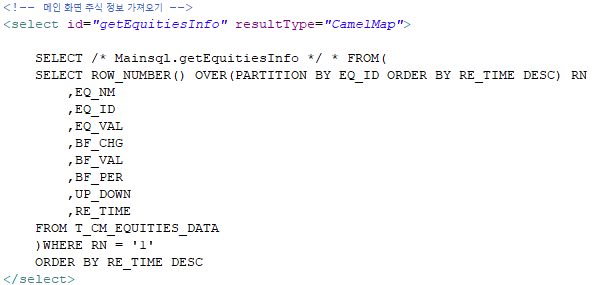 <!-- 메인 화면 주식 정보 가져오기 -->
<select id="getEquitiesInfo" resultType="CamelMap">
SELECT /* Mainsql.getEquitiesInfo */ * FROM(
SELECT ROW_NUMBER() OVER(PARTITION BY EQ_ID ORDER BY RE_TIME DESC) RN
,EQ_NM
,EQ_ID
,EQ_VAL
,BF_CHG
,BF_VAL
,BF_PER
,UP_DOWN
,RE_TIME
FROM T_CM_EQUITIES_DATA
)WHERE RN = '1'
ORDER BY RE_TIME DESC
</select>